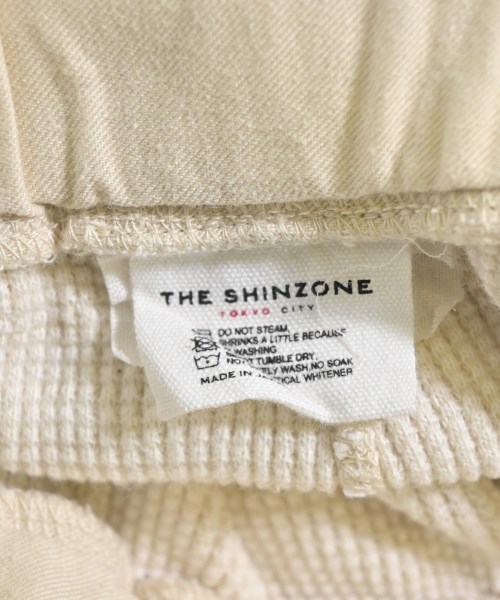 THE SHINZONE
TOKYO CITY
DO NOT STEAM,
SHRINKS A LITTLE BECAUSE
WASHING
NOT TUMBLE DRY.
WASH, NO SOAK
MADE IN
WHITENER